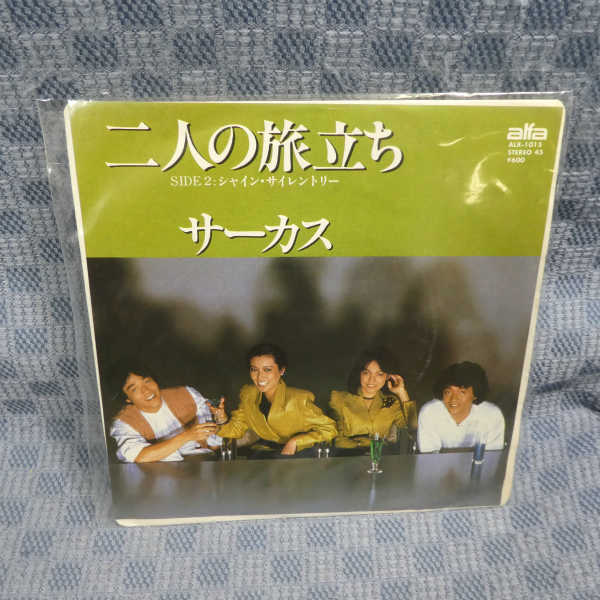 二人の旅立ち
SIDE 2:シャイン・サイレントリー
サーカス
alfa
ALR-1015
STEREO 45
¥600